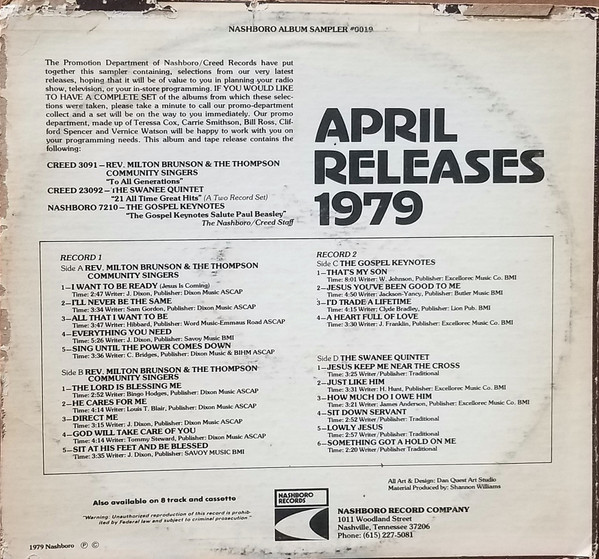 NASHBORO ALBUM SAMPLER #0019
The Promotion Department of Nashboro/Creed Records have put
together this sampler containing, selections from our very latest
releases, hoping that it will be of value to you in planning your radio
show, television, or your in-store programming. IF YOU WOULD LIKE
TO HAVE A COMPLETE SET of the albums from which these selec-
tions were taken, please take a minute to call our promo-department
collect and a set will be on the way to you immediately. Our promo
department, made up of Teressa Cox, Carrie Smithson, Bill Ross, Clif-
ford Spencer and Vernice Watson will be happy to work with you on
your programming needs. This album and tape release contains the
following:
CREED 3091—REV. MILTON BRUNSON & THE THOMPSON
COMMUNITY SINGERS
"To All Generations"
CREED 23092—THE SWANEE QUINTET
"21 All Time Great Hits" (A Two Record Set)
NASHBORO 7210—THE GOSPEL KEYNOTES
"The Gospel Keynotes Salute Paul Beasley"
The Nashboro/Creed Staff
APRIL
RELEASES
1979
RECORD 1
Side A REV. MILTON BRUNSON & THE THOMPSON
COMMUNITY SINGERS
1—I WANT TO BE READY (Jesus Is Coming)
Time: 2:47 Writer: J. Dixon, Publisher: Dixon Music ASCAP
2—I'LL NEVER BE THE SAME
Time: 3:34 Writer: Sam Gordon, Publisher: Dixon Music ASCAP
3—ALL THAT I WANT TO BE
Time: 3:47 Writer: Hibbard, Publisher: Word Music-Emmaus Road ASCAP
4—EVERYTHING YOU NEED
Time: 5:26 Writer: J. Dixon, Publisher: Savoy Music BMI
5—SING UNTIL THE POWER COMES DOWN
Time: 3:36 Writer: C. Bridges, Publisher: Dixon Music & BIHM ASCAP
Side B REV. MILTON BRUNSON & THE THOMPSON
COMMUNITY SINGERS
1—THE LORD IS BLESSING ME
Time: 2:52 Writer: Bingo Hodges, Publisher: Dixon Music ASCAP
2—HE CARES FOR ME
Time: 4:14 Writer: Louis T. Blair, Publisher: Dixon Music ASCAP
3—DIRECT ME
Time: 3:15 Writer: J. Dixon, Publisher: Dixon Music ASCAP
4—GOD WILL TAKE CARE OF YOU
Time: 4:14 Writer: Tommy Steward, Publisher: Dixon Music ASCAP
5—SIT AT HIS FEET AND BE BLESSED
Time: 3:35 Writer: J. Dixon, Publisher: SAVOY MUSIC BMI
RECORD 2
Side C THE GOSPEL KEYNOTES
1—THAT'S MY SON
Time: 8:01 Writer: W. Johnson, Publisher: Excellorec Music Co. BMI
2—JESUS YOU'VE BEEN GOOD TO ME
Time: 4:50 Writer: Jackson-Yancy, Publisher: Butler Music BMI
3—I'D TRADE A LIFETIME
Time: 4:15 Writer: Clyde Bradley, Publisher: Lion Pub. BMI
4—A HEART FULL OF LOVE
Time: 3:30 Writer: J. Franklin, Publisher: Excellorec Music Co. BMI
Side D THE SWANEE QUINTET
1—JESUS KEEP ME NEAR THE CROSS
Time: 3:25 Writer/Publisher: Traditional
2—JUST LIKE HIM
Time: 3:31 Writer: H. Hunt, Publisher: Excellorec Music Co. BMI
3—HOW MUCH DO I OWE HIM
Time: 3:21 Writer: James Anderson, Publisher: Excellorec Music Co. BMI
4—SIT DOWN SERVANT
Time: 2:52 Writer/Publisher: Traditional
5—LOWLY JESUS
Time: 2:57 Writer/Publisher: Traditional
6—SOMETHING GOT A HOLD ON ME
Time: 2:20 Writer/Publisher: Traditional
Also available on 8 track and cassette
"Warning: Unauthorized reproduction of this record is prohib-
ited by Federal law and subject to criminal prosecution."
NASHBORO
RECORDS
All Art & Design: Dan Quest Art Studio
Material Produced by: Shannon Williams
NASHBORO RECORD COMPANY
1011 Woodland Street
Nashville, Tennessee 37206
Phone: (615) 227-5081
1979 Nashboro ℗ ©